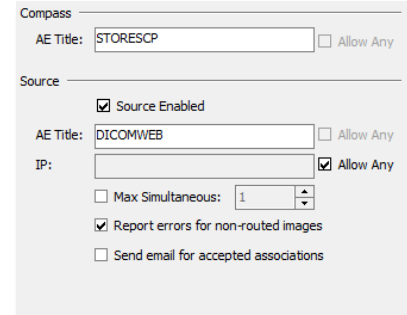 Compass
AE Title: STORESCP Allow Any
Source
Source Enabled
AE Title: DICOMWEB Allow Any
IP: Allow Any
Max Simultaneous: 1
Report errors for non-routed images
Send email for accepted associations